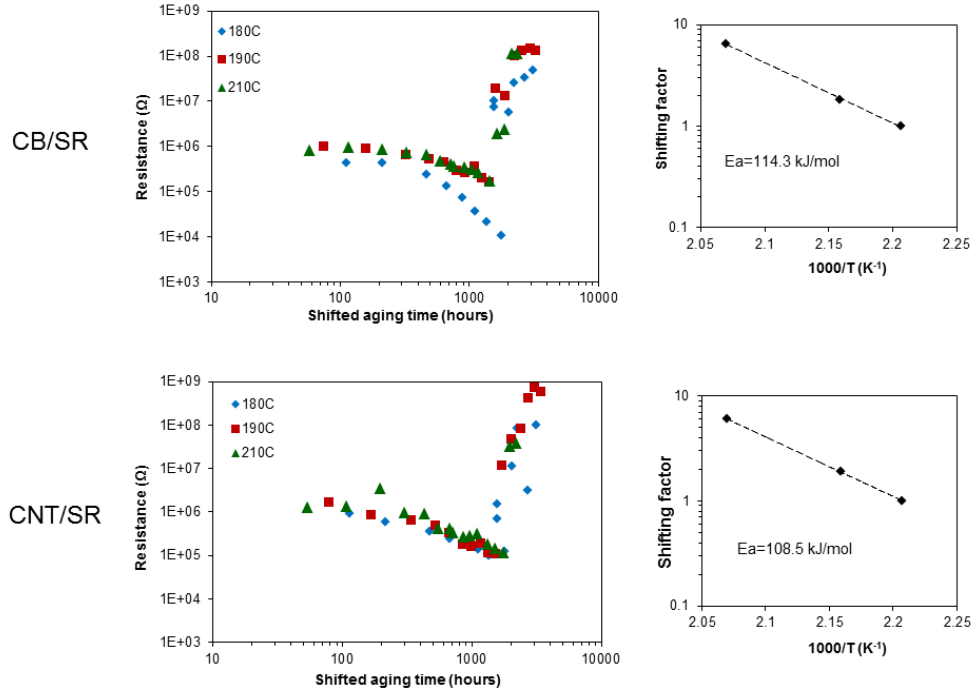 CB/SR
Resistance (Ω)
1E+09
1E+08
1E+07
1E+06
1E+05
1E+04
1E+03
180C
190C
210C
10
100
1000
10000
Shifted aging time (hours)
Shifting factor
10
1
0.1
Ea=114.3 kJ/mol
2.05
2.1
2.15
2.2
2.25
1000/T (K⁻¹)
CNT/SR
Resistance (Ω)
1E+09
1E+08
1E+07
1E+06
1E+05
1E+04
1E+03
180C
190C
210C
10
100
1000
10000
Shifted aging time (hours)
Shifting factor
10
1
0.1
Ea=108.5 kJ/mol
2.05
2.1
2.15
2.2
2.25
1000/T (K⁻¹)